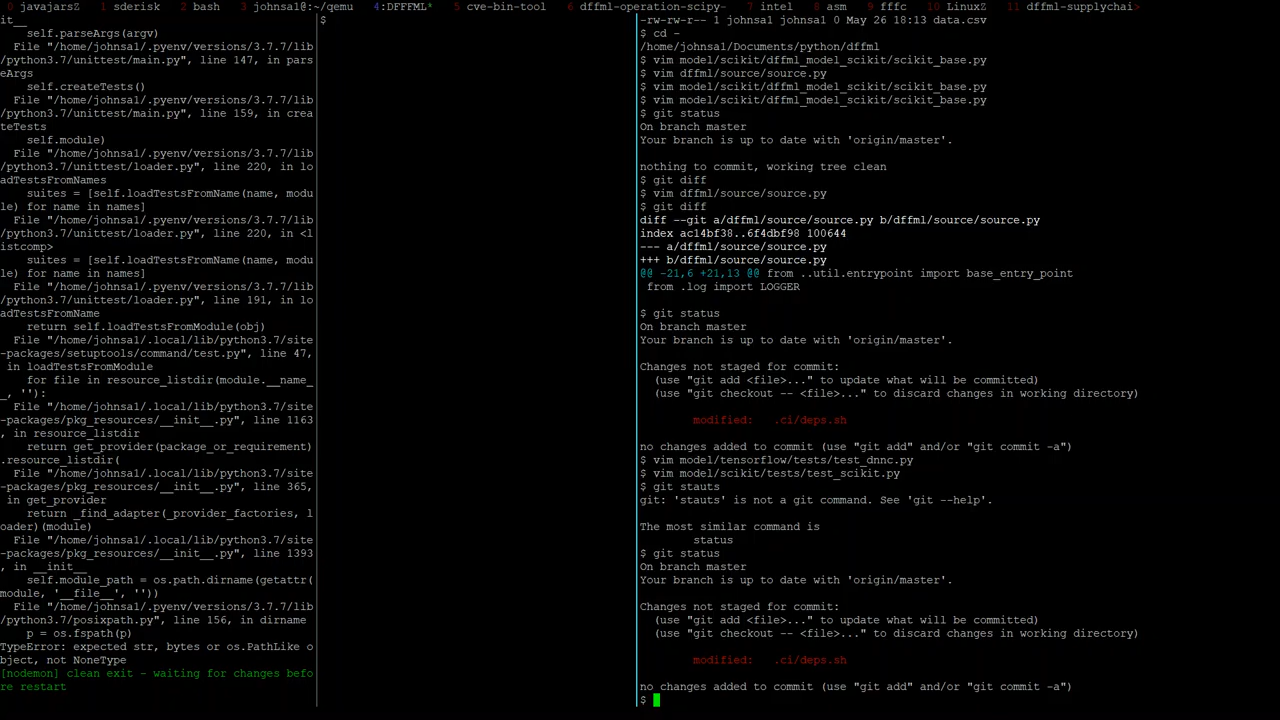 0 javajarsZ  1 sderisk  2 bash  3 johnsa1@:~/qemu  4:DFFFML*  5 cve-bin-tool  6 dffml-operation-scipy-  7 intel  8 asm  9 fffc  10 LinuxZ  11 dffml-supplychai>
it__
    self.parseArgs(argv)
  File "/home/johnsa1/.pyenv/versions/3.7.7/lib
/python3.7/unittest/main.py", line 147, in pars
eArgs
    self.createTests()
  File "/home/johnsa1/.pyenv/versions/3.7.7/lib
/python3.7/unittest/main.py", line 159, in crea
teTests
    self.module)
  File "/home/johnsa1/.pyenv/versions/3.7.7/lib
/python3.7/unittest/loader.py", line 220, in lo
adTestsFromNames
    suites = [self.loadTestsFromName(name, modu
le) for name in names]
  File "/home/johnsa1/.pyenv/versions/3.7.7/lib
/python3.7/unittest/loader.py", line 220, in <l
istcomp>
    suites = [self.loadTestsFromName(name, modu
le) for name in names]
  File "/home/johnsa1/.pyenv/versions/3.7.7/lib
/python3.7/unittest/loader.py", line 191, in lo
adTestsFromName
    return self.loadTestsFromModule(obj)
  File "/home/johnsa1/.local/lib/python3.7/site
-packages/setuptools/command/test.py", line 47,
 in loadTestsFromModule
    for file in resource_listdir(module.__name_
_, ''):
  File "/home/johnsa1/.local/lib/python3.7/site
-packages/pkg_resources/__init__.py", line 1163
, in resource_listdir
    return get_provider(package_or_requirement)
.resource_listdir(
  File "/home/johnsa1/.local/lib/python3.7/site
-packages/pkg_resources/__init__.py", line 365,
 in get_provider
    return _find_adapter(_provider_factories, l
oader)(module)
  File "/home/johnsa1/.local/lib/python3.7/site
-packages/pkg_resources/__init__.py", line 1393
, in __init__
    self.module_path = os.path.dirname(getattr(
module, '__file__', ''))
  File "/home/johnsa1/.pyenv/versions/3.7.7/lib
/python3.7/posixpath.py", line 156, in dirname
    p = os.fspath(p)
TypeError: expected str, bytes or os.PathLike o
bject, not NoneType
[nodemon] clean exit - waiting for changes befo
re restart
$
-rw-rw-r-- 1 johnsa1 johnsa1 0 May 26 18:13 data.csv
$ cd -
/home/johnsa1/Documents/python/dffml
$ vim model/scikit/dffml_model_scikit/scikit_base.py
$ vim dffml/source/source.py
$ vim model/scikit/dffml_model_scikit/scikit_base.py
$ vim model/scikit/dffml_model_scikit/scikit_base.py
$ git status
On branch master
Your branch is up to date with 'origin/master'.
nothing to commit, working tree clean
$ git diff
$ vim dffml/source/source.py
$ git diff
diff --git a/dffml/source/source.py b/dffml/source/source.py
index ac14bf38..6f4dbf98 100644
--- a/dffml/source/source.py
+++ b/dffml/source/source.py
@@ -21,6 +21,13 @@ from ..util.entrypoint import base_entry_point
 from .log import LOGGER
$ git status
On branch master
Your branch is up to date with 'origin/master'.
Changes not staged for commit:
  (use "git add <file>..." to update what will be committed)
  (use "git checkout -- <file>..." to discard changes in working directory)
        modified:   .ci/deps.sh
no changes added to commit (use "git add" and/or "git commit -a")
$ vim model/tensorflow/tests/test_dnnc.py
$ vim model/scikit/tests/test_scikit.py
$ git stauts
git: 'stauts' is not a git command. See 'git --help'.
The most similar command is
        status
$ git status
On branch master
Your branch is up to date with 'origin/master'.
Changes not staged for commit:
  (use "git add <file>..." to update what will be committed)
  (use "git checkout -- <file>..." to discard changes in working directory)
        modified:   .ci/deps.sh
no changes added to commit (use "git add" and/or "git commit -a")
$